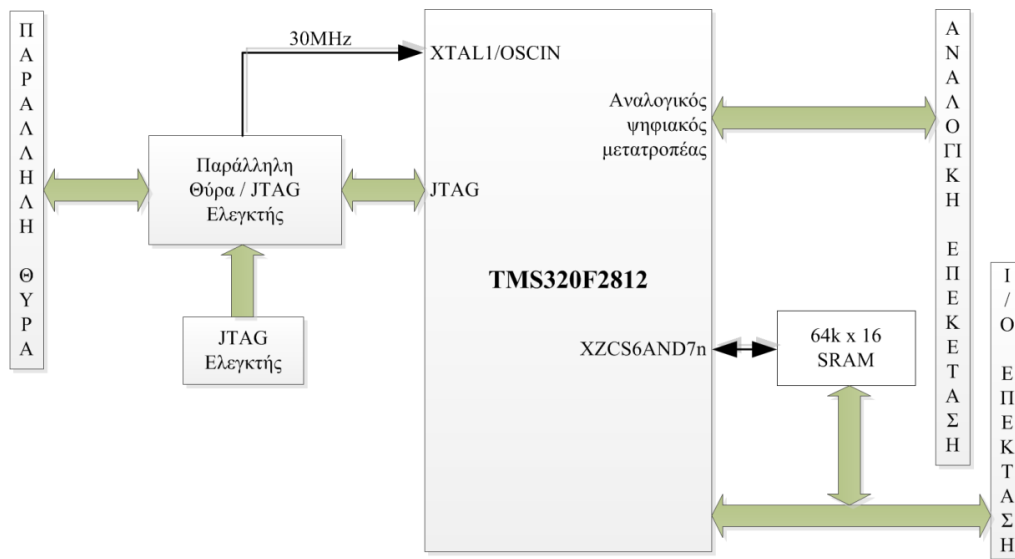 ΠΑΡΑΛΛΗΛΗ ΘΥΡΑ
30MHz
XTAL1/OSCIN
Αναλογικός
ψηφιακός
μετατροπέας
Παράλληλη
Θύρα / JTAG
Ελεγκτής
JTAG
TMS320F2812
JTAG
Ελεγκτής
XZCS6AND7n
64k x 16
SRAM
ΑΝΑΛΟΓΙΚΗ ΕΠΕΚΕΤΑΣΗ
I/O ΕΠΕΚΤΑΣΗ